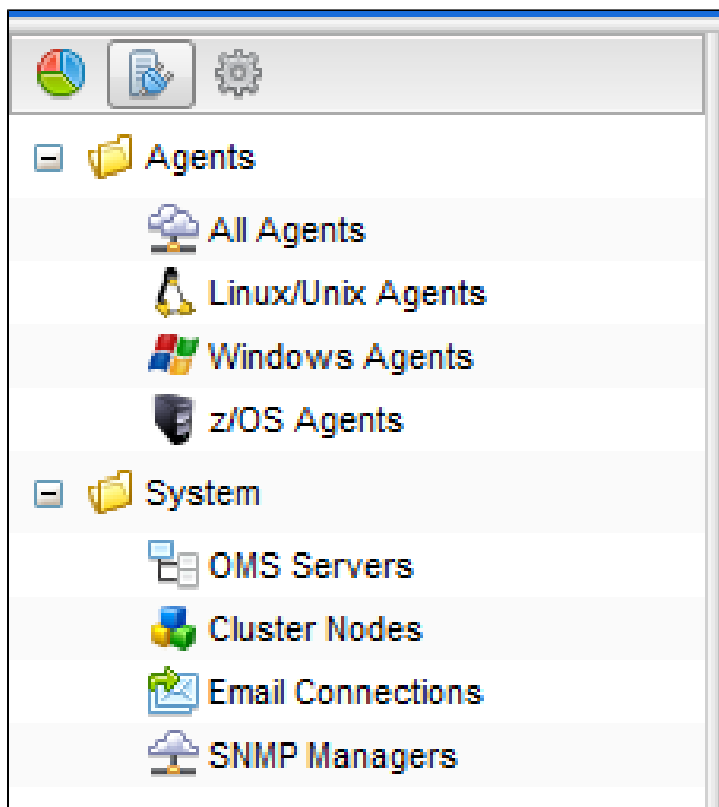 Agents
All Agents
Linux/Unix Agents
Windows Agents
z/OS Agents
System
OMS Servers
Cluster Nodes
Email Connections
SNMP Managers